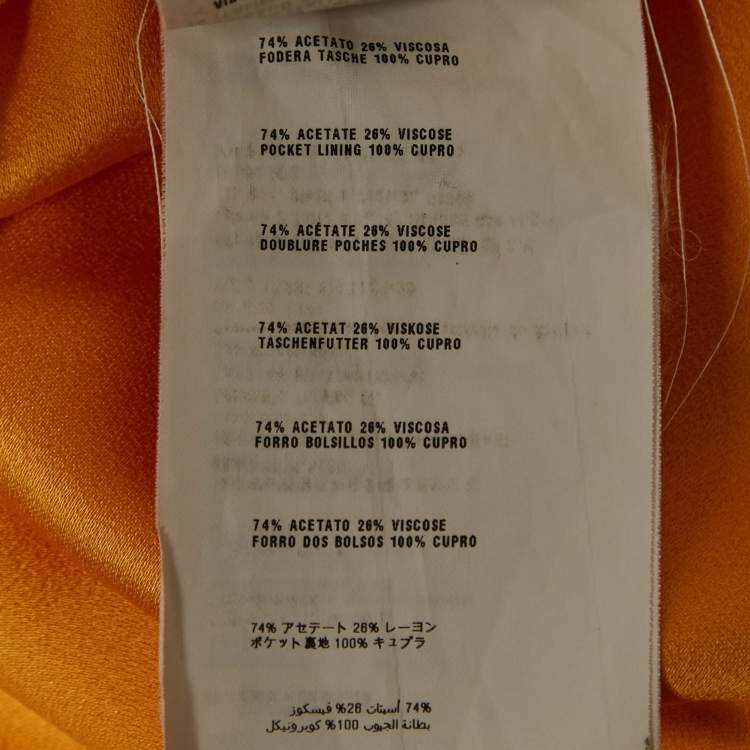 74% ACETATO 26% VISCOSA
FODERA TASCHE 100% CUPRO
74% ACETATE 26% VISCOSE
POCKET LINING 100% CUPRO
74% ACÉTATE 26% VISCOSE
DOUBLURE POCHES 100% CUPRO
74% ACETAT 26% VISKOSE
TASCHENFUTTER 100% CUPRO
74% ACETATO 26% VISCOSA
FORRO BOLSILLOS 100% CUPRO
74% ACETATO 26% VISCOSE
FORRO DOS BOLSOS 100% CUPRO
74% アセテート 26% レーヨン
ポケット裏地 100% キュプラ
74% أسيتات 26% فيسكوز
بطانة الجيوب 100% كوبرونيكل